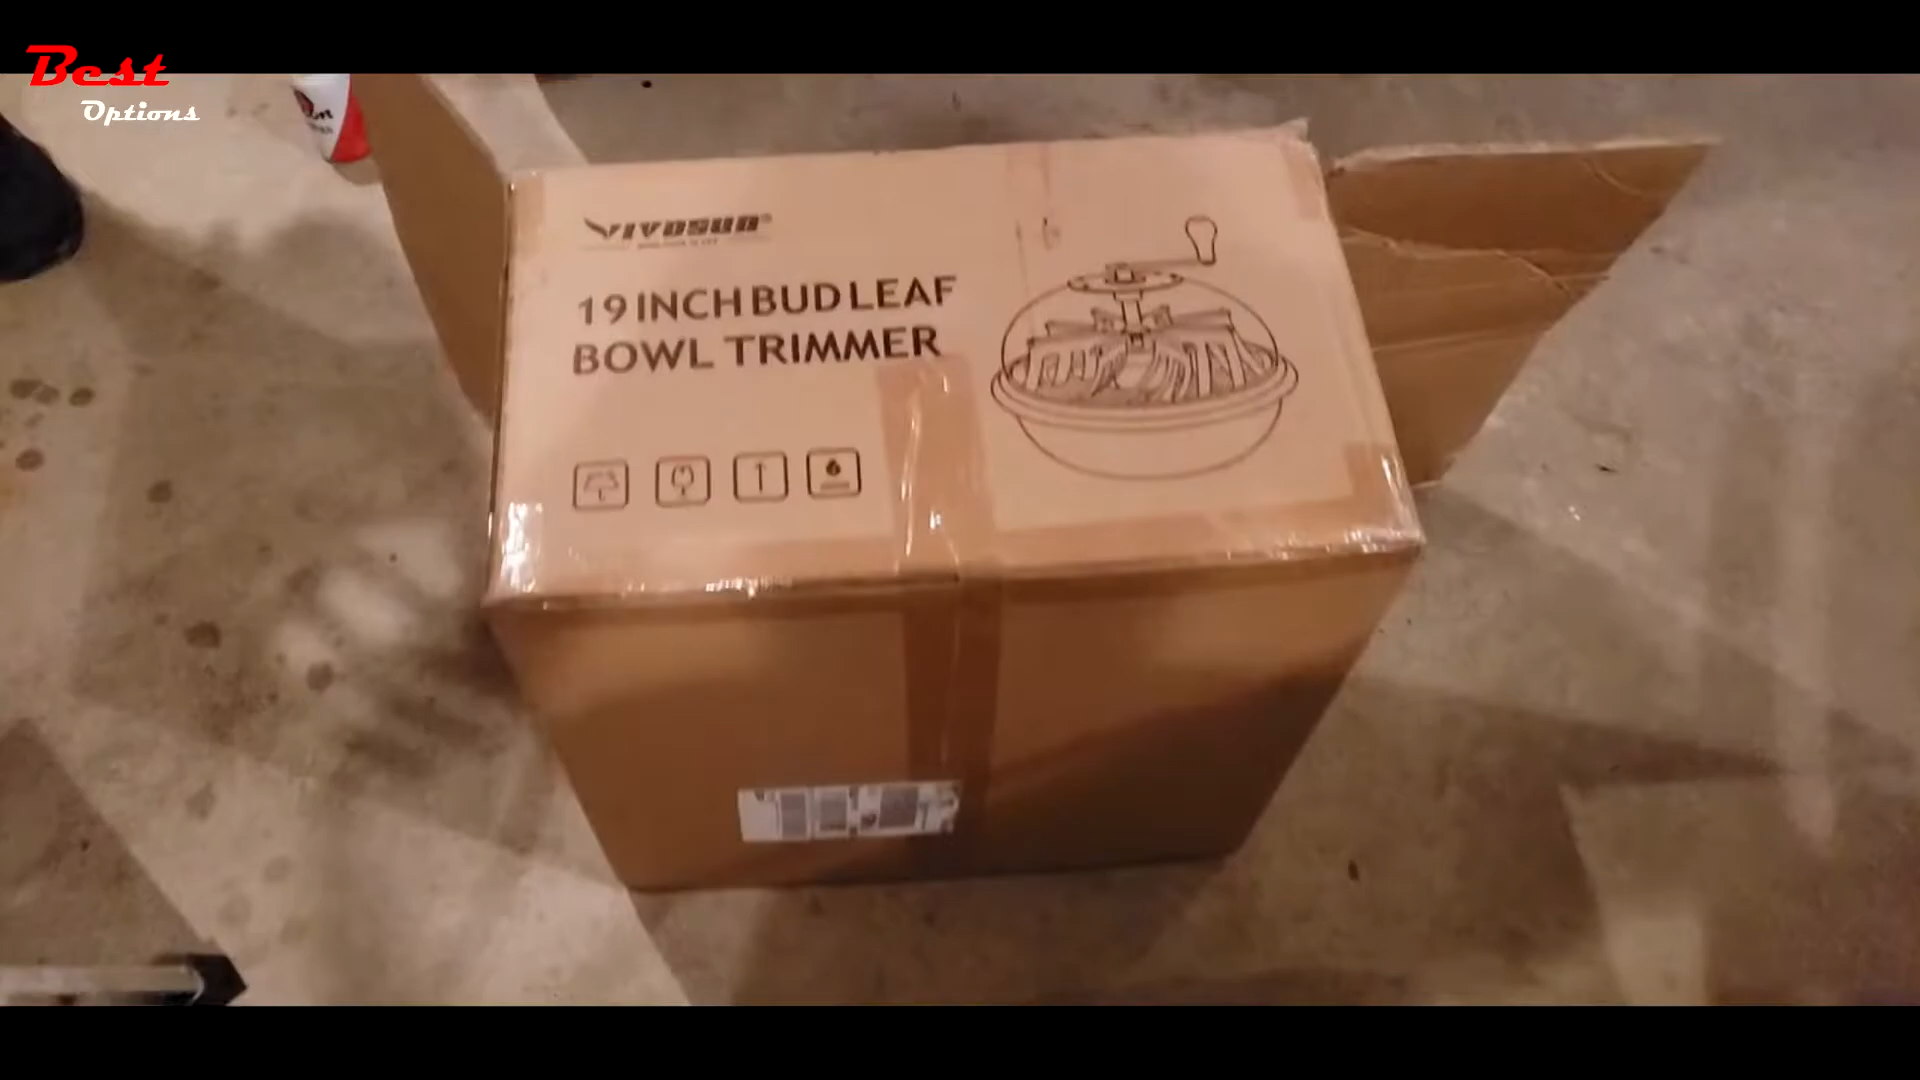 Best
Options
VIVOSUN®
19 INCH BUD LEAF
BOWL TRIMMER